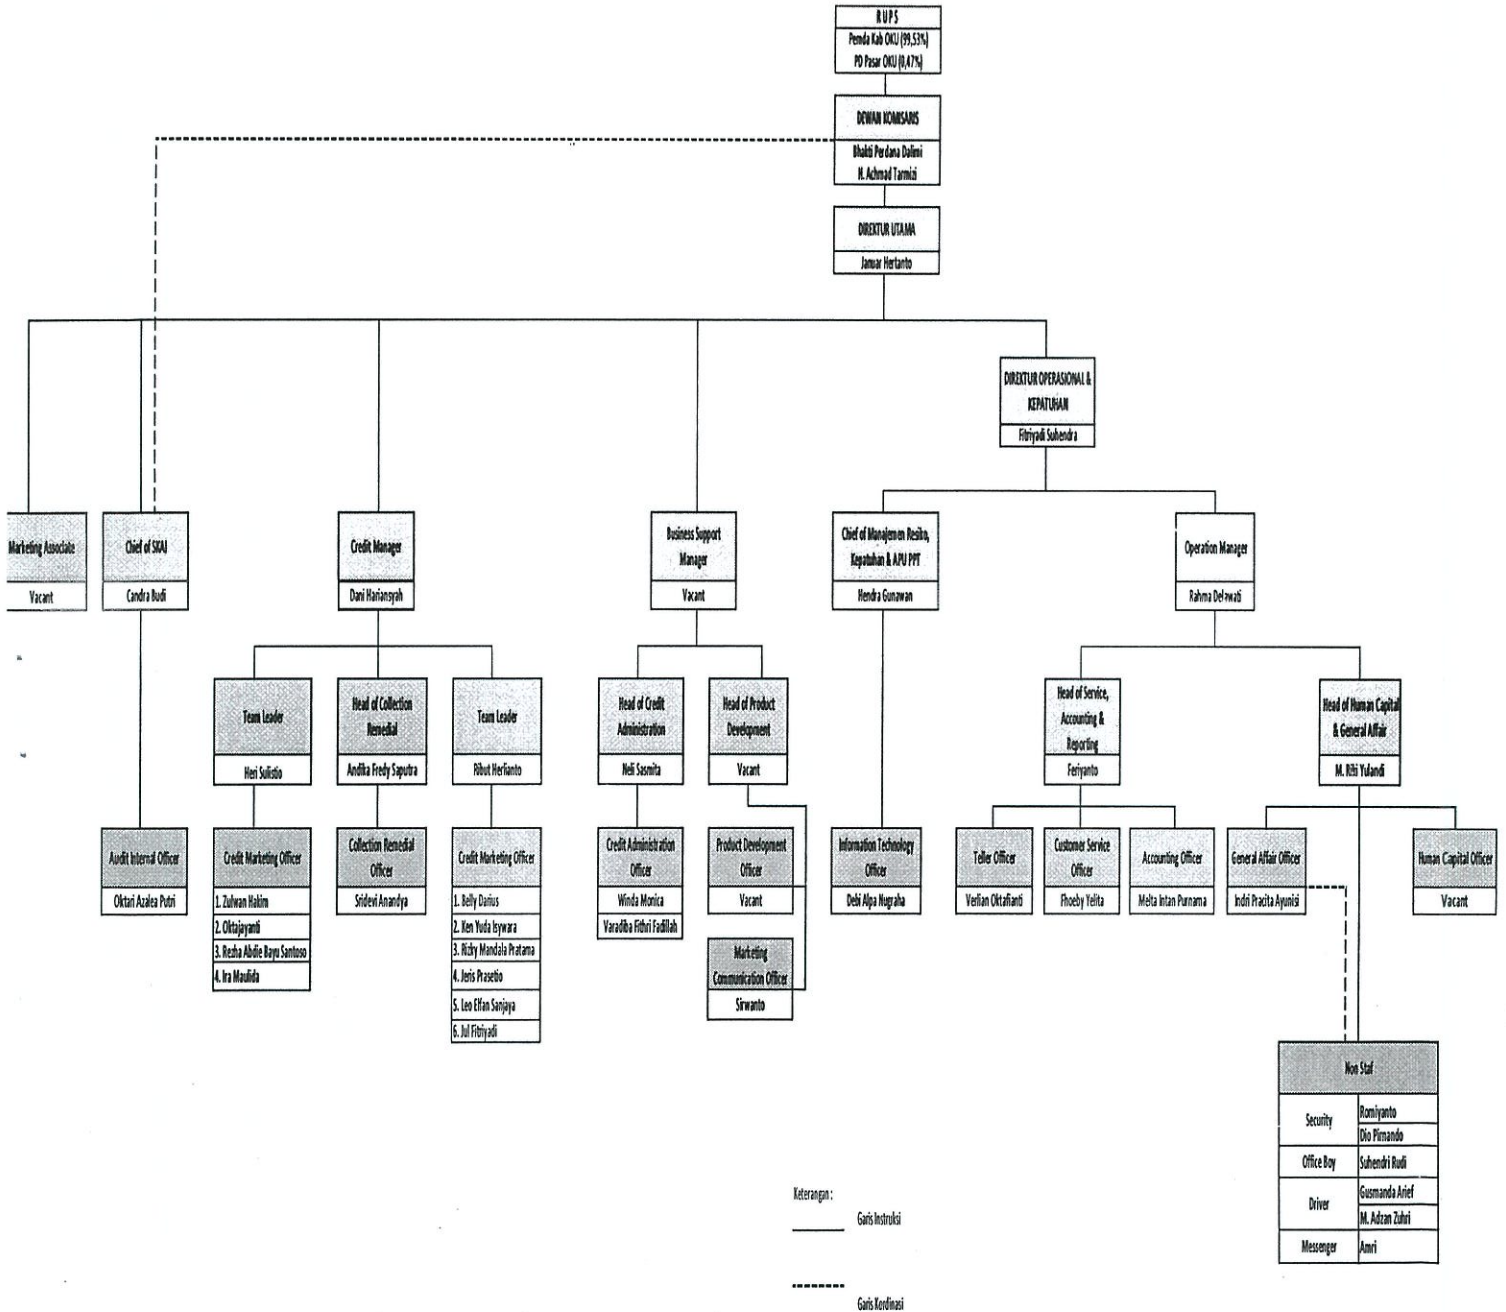 RUPS
Pemda Kab OKU (99,53%)
PD Pasar OKU (0,47%)
DEWAN KOMISARIS
Bhakti Perdana Dalimi
H. Achmad Tarmizi
DIREKTUR UTAMA
Januar Hertanto
DIREKTUR OPERASIONAL &
KEPATUHAN
Fitriyadi Suhendra
Marketing Associate
Vacant
Chief of SKAI
Candra Budi
Credit Manager
Dani Hariansyah
Business Support
Manager
Vacant
Chief of Manajemen Resiko,
Kepatuhan & APU PPT
Hendra Gunawan
Operation Manager
Rahma Delawati
Team Leader
Heri Sulistio
Head of Collection
Remedial
Andika Fredy Saputra
Team Leader
Ribut Herlianto
Head of Credit
Administration
Neli Sasmita
Head of Product
Development
Vacant
Head of Service,
Accounting &
Reporting
Feriyanto
Head of Human Capital
& General Affair
M. Riti Yulandi
Audit Internal Officer
Oktari Azalea Putri
Credit Marketing Officer
1. Zulwan Hakim
2. Oktajayanti
3. Rezha Abdie Bayu Santoso
4. Ira Maulida
Collection Remedial
Officer
Sridevi Anandya
Credit Marketing Officer
1. Belly Darius
2. Ken Yuda Isywara
3. Rizky Mandala Pratama
4. Jeris Prasetio
5. Leo Effan Sanjaya
6. Jul Fitriyadi
Credit Administration
Officer
Winda Monica
Varadiba Fithri Fadillah
Product Development
Officer
Vacant
Marketing
Communication Officer
Sirwanto
Information Technology
Officer
Debi Alpa Nugraha
Teller Officer
Verlian Oktafianti
Customer Service
Officer
Fhoeby Yelita
Accounting Officer
Melta Intan Purnama
General Affair Officer
Indri Pracita Ayunisi
Human Capital Officer
Vacant
Non Staf
Security
Romiyanto
Dio Pirnando
Office Boy
Suhendri Rudi
Driver
Gusmanda Arief
M. Adzan Zuhri
Messenger
Amri
Keterangan :
Garis Instruksi
Garis Kordinasi